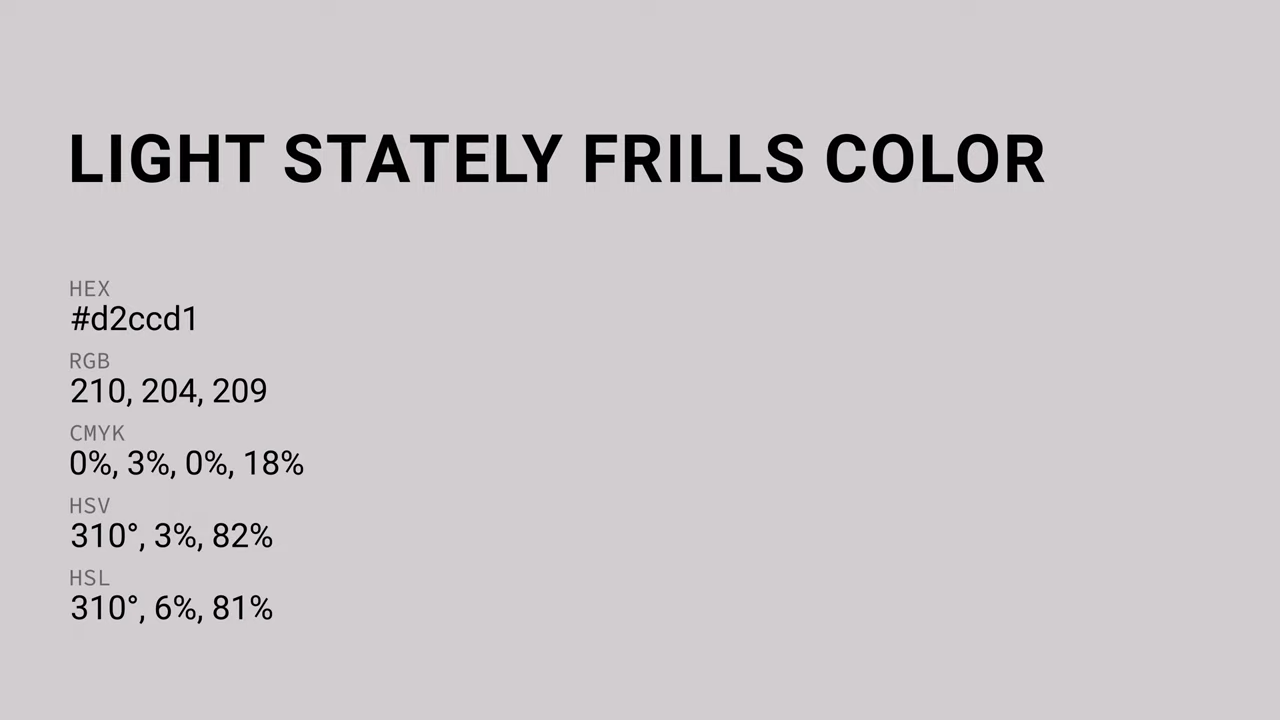 LIGHT STATELY FRILLS COLOR
HEX
#d2ccd1
RGB
210, 204, 209
CMYK
0%, 3%, 0%, 18%
HSV
310°, 3%, 82%
HSL
310°, 6%, 81%